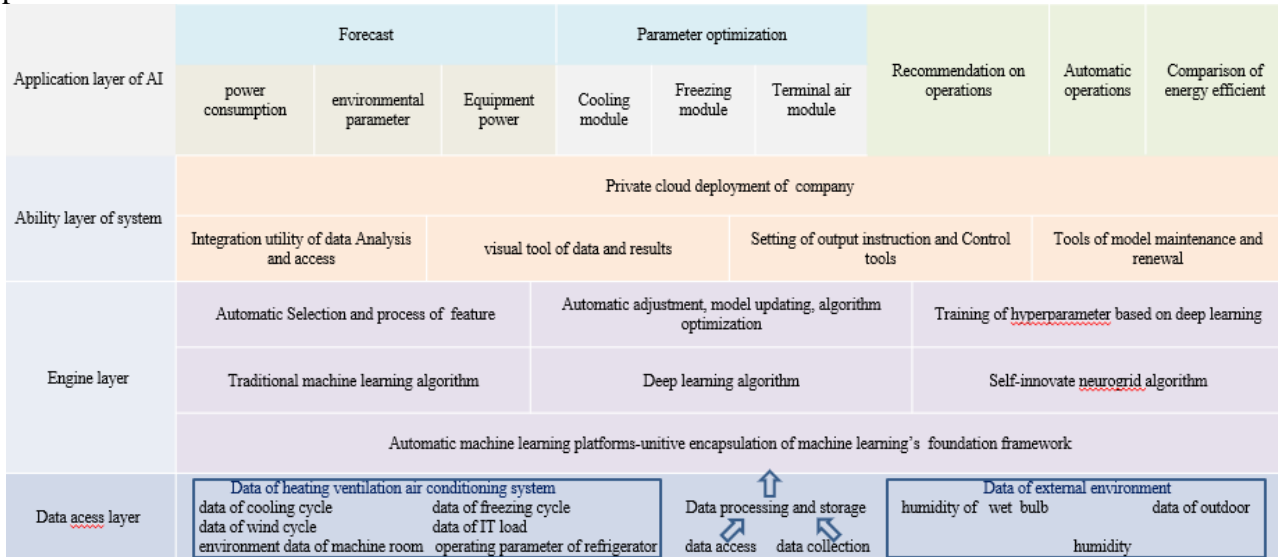 Application layer of AI
Forecast
Parameter optimization
power
consumption
environmental
parameter
Equipment
power
Cooling
module
Freezing
module
Terminal air
module
Recommendation on
operations
Automatic
operations
Comparison of
energy efficient
Ability layer of system
Private cloud deployment of company
Integration utility of data Analysis
and access
visual tool of data and results
Setting of output instruction and Control
tools
Tools of model maintenance and
renewal
Engine layer
Automatic Selection and process of feature
Automatic adjustment, model updating, algorithm
optimization
Training of hyperparameter based on deep learning
Traditional machine learning algorithm
Deep learning algorithm
Self-innovate neurogrid algorithm
Automatic machine learning platforms-unitive encapsulation of machine learning's foundation framework
Data acess layer
Data of heating ventilation air conditioning system
data of cooling cycle
data of freezing cycle
data of wind cycle
data of IT load
environment data of machine room
operating parameter of refrigerator
Data processing and storage
data access
data collection
Data of external environment
humidity of wet bulb
data of outdoor
humidity